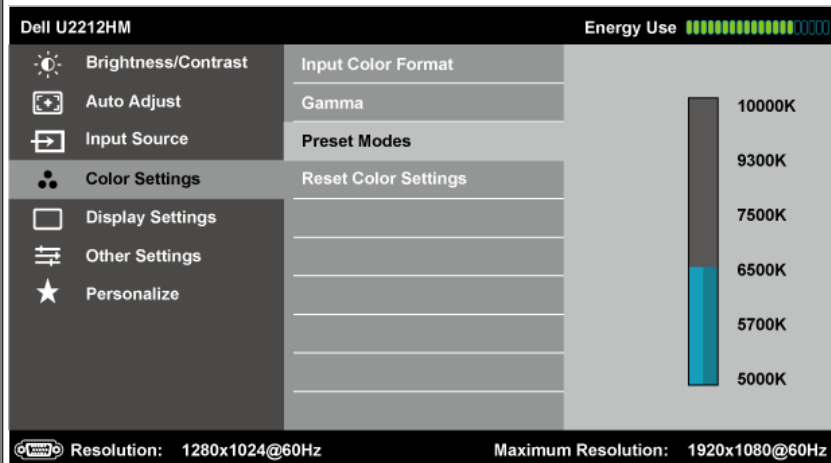 Dell U2212HM Energy Use
Brightness/Contrast
Auto Adjust
Input Source
Color Settings
Display Settings
Other Settings
Personalize
Input Color Format
Gamma
Preset Modes
Reset Color Settings
10000K
9300K
7500K
6500K
5700K
5000K
Resolution: 1280x1024@60Hz Maximum Resolution: 1920x1080@60Hz